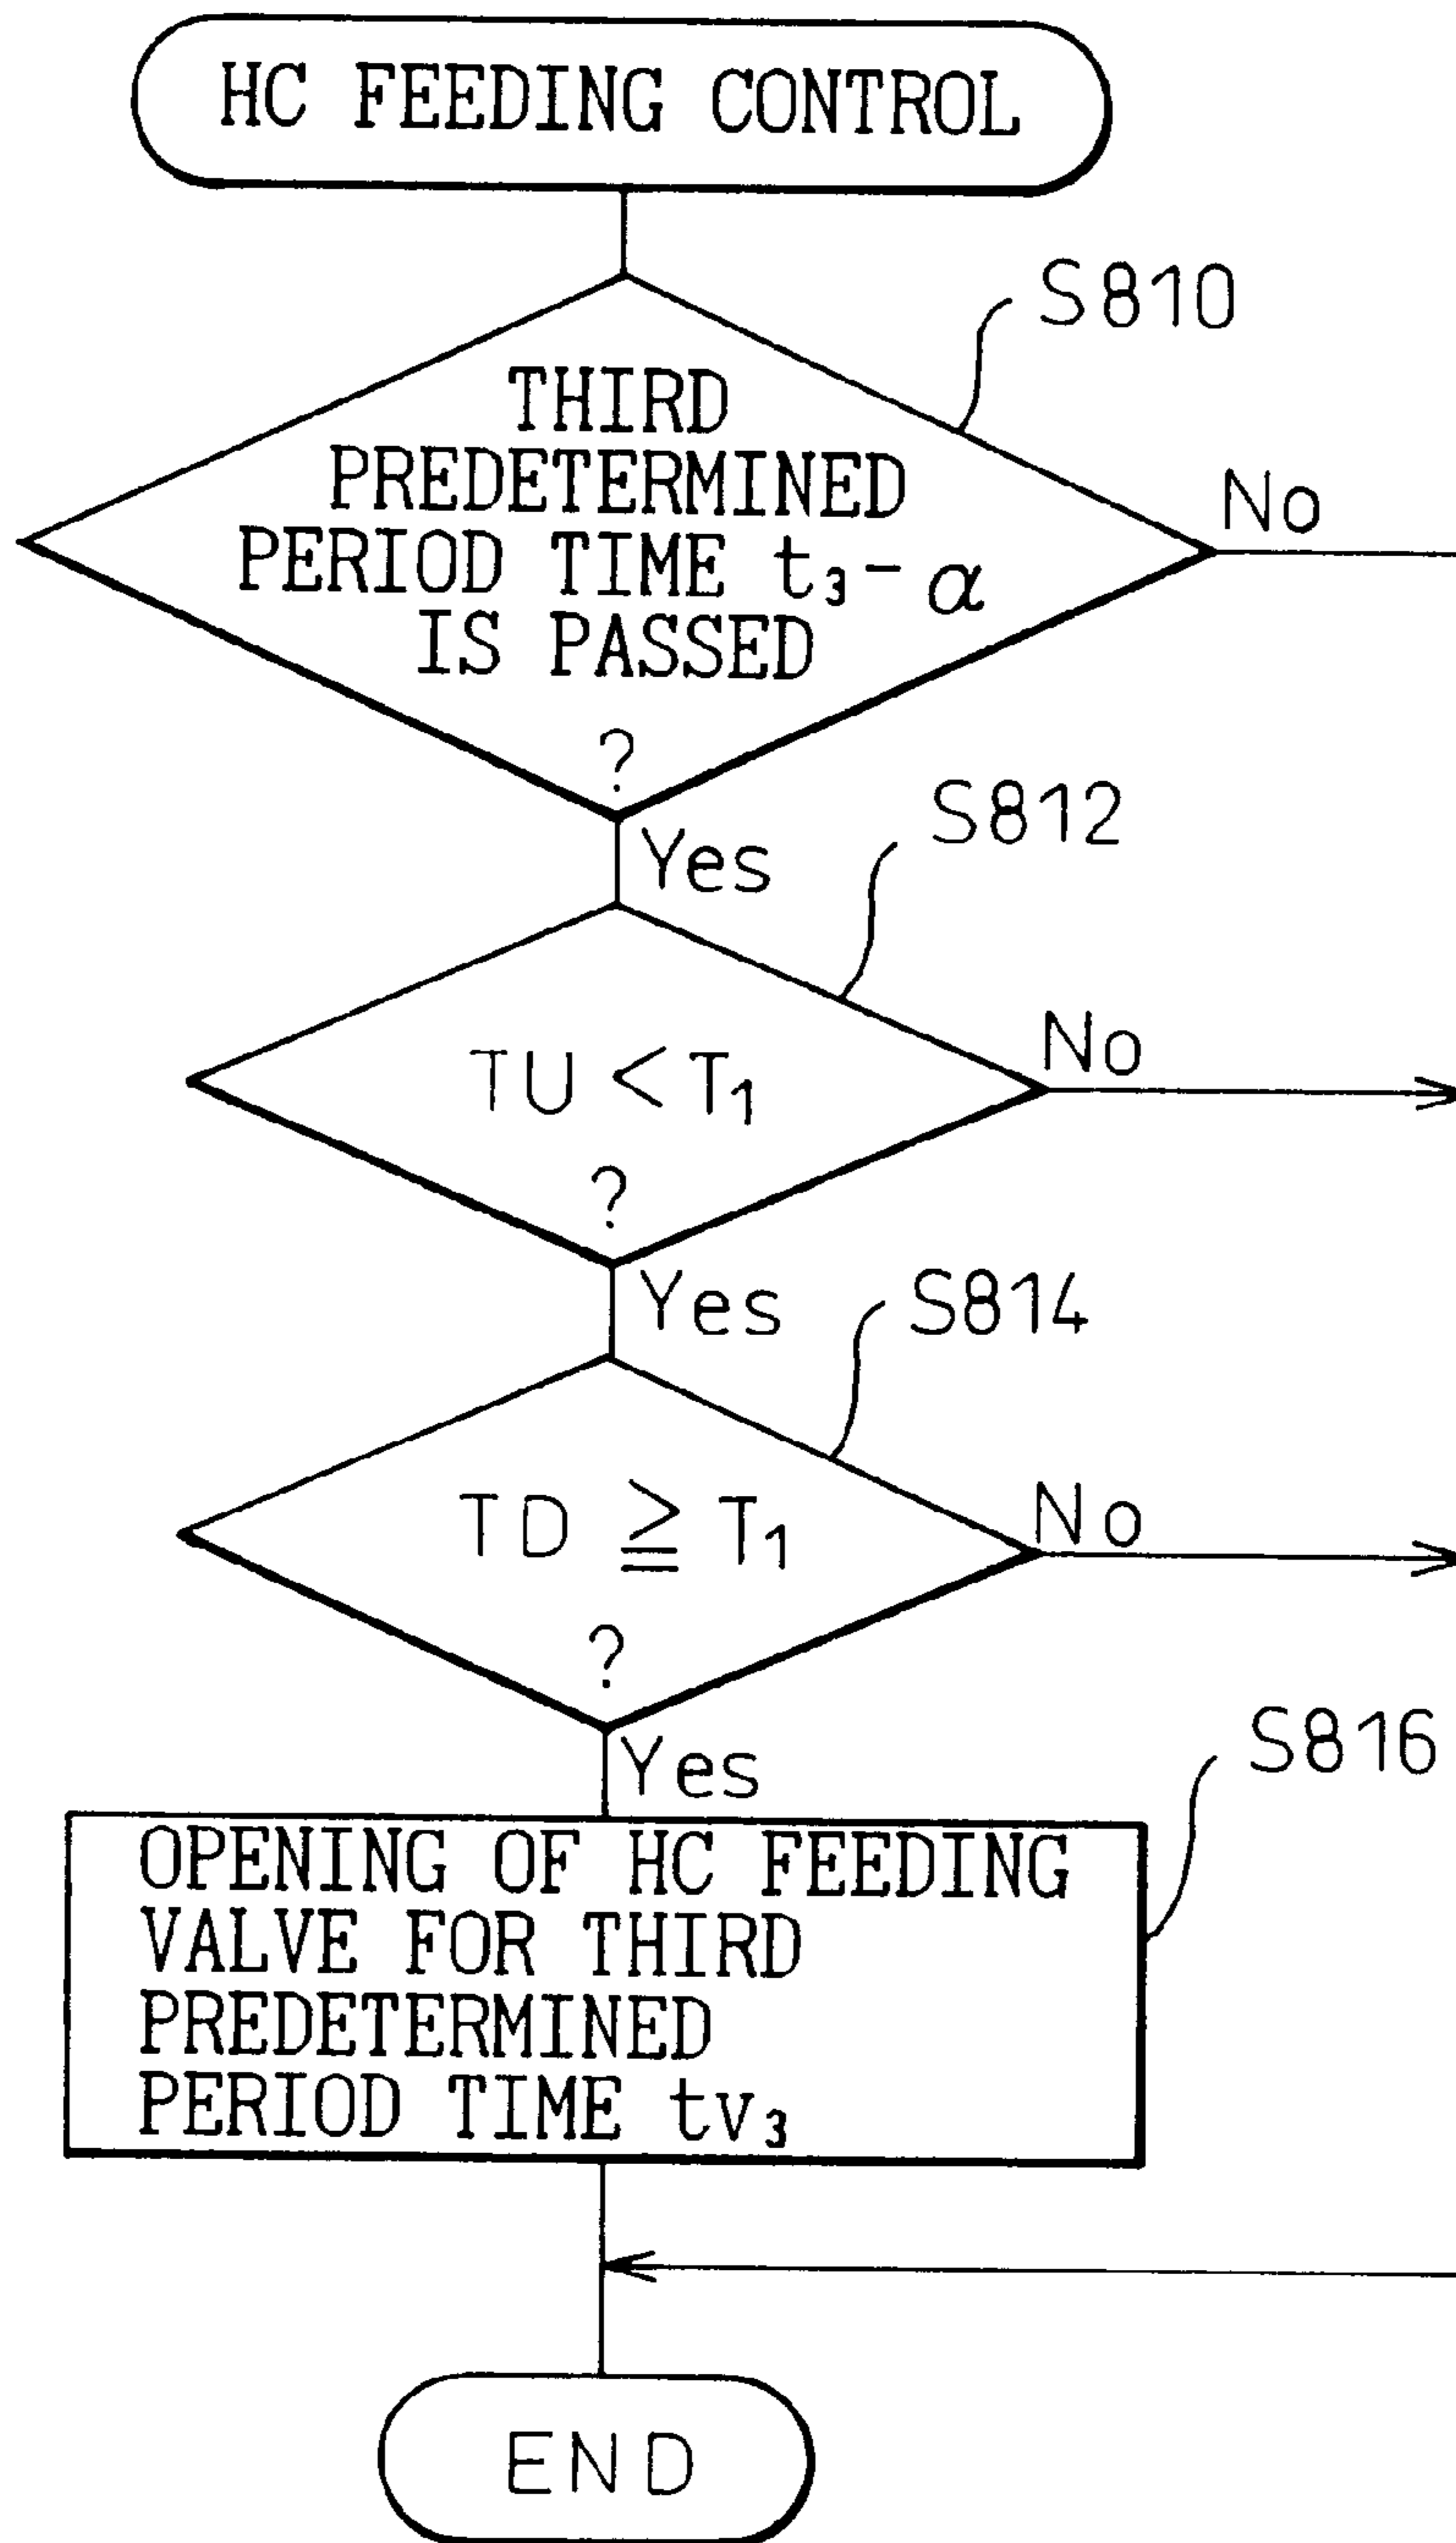 HC FEEDING CONTROL
S810
THIRD
PREDETERMINED
PERIOD TIME t₃-α
IS PASSED
?
No
Yes
S812
TU < T₁
?
No
Yes
S814
TD ≧ T₁
?
No
Yes
S816
OPENING OF HC FEEDING
VALVE FOR THIRD
PREDETERMINED
PERIOD TIME tv₃
END